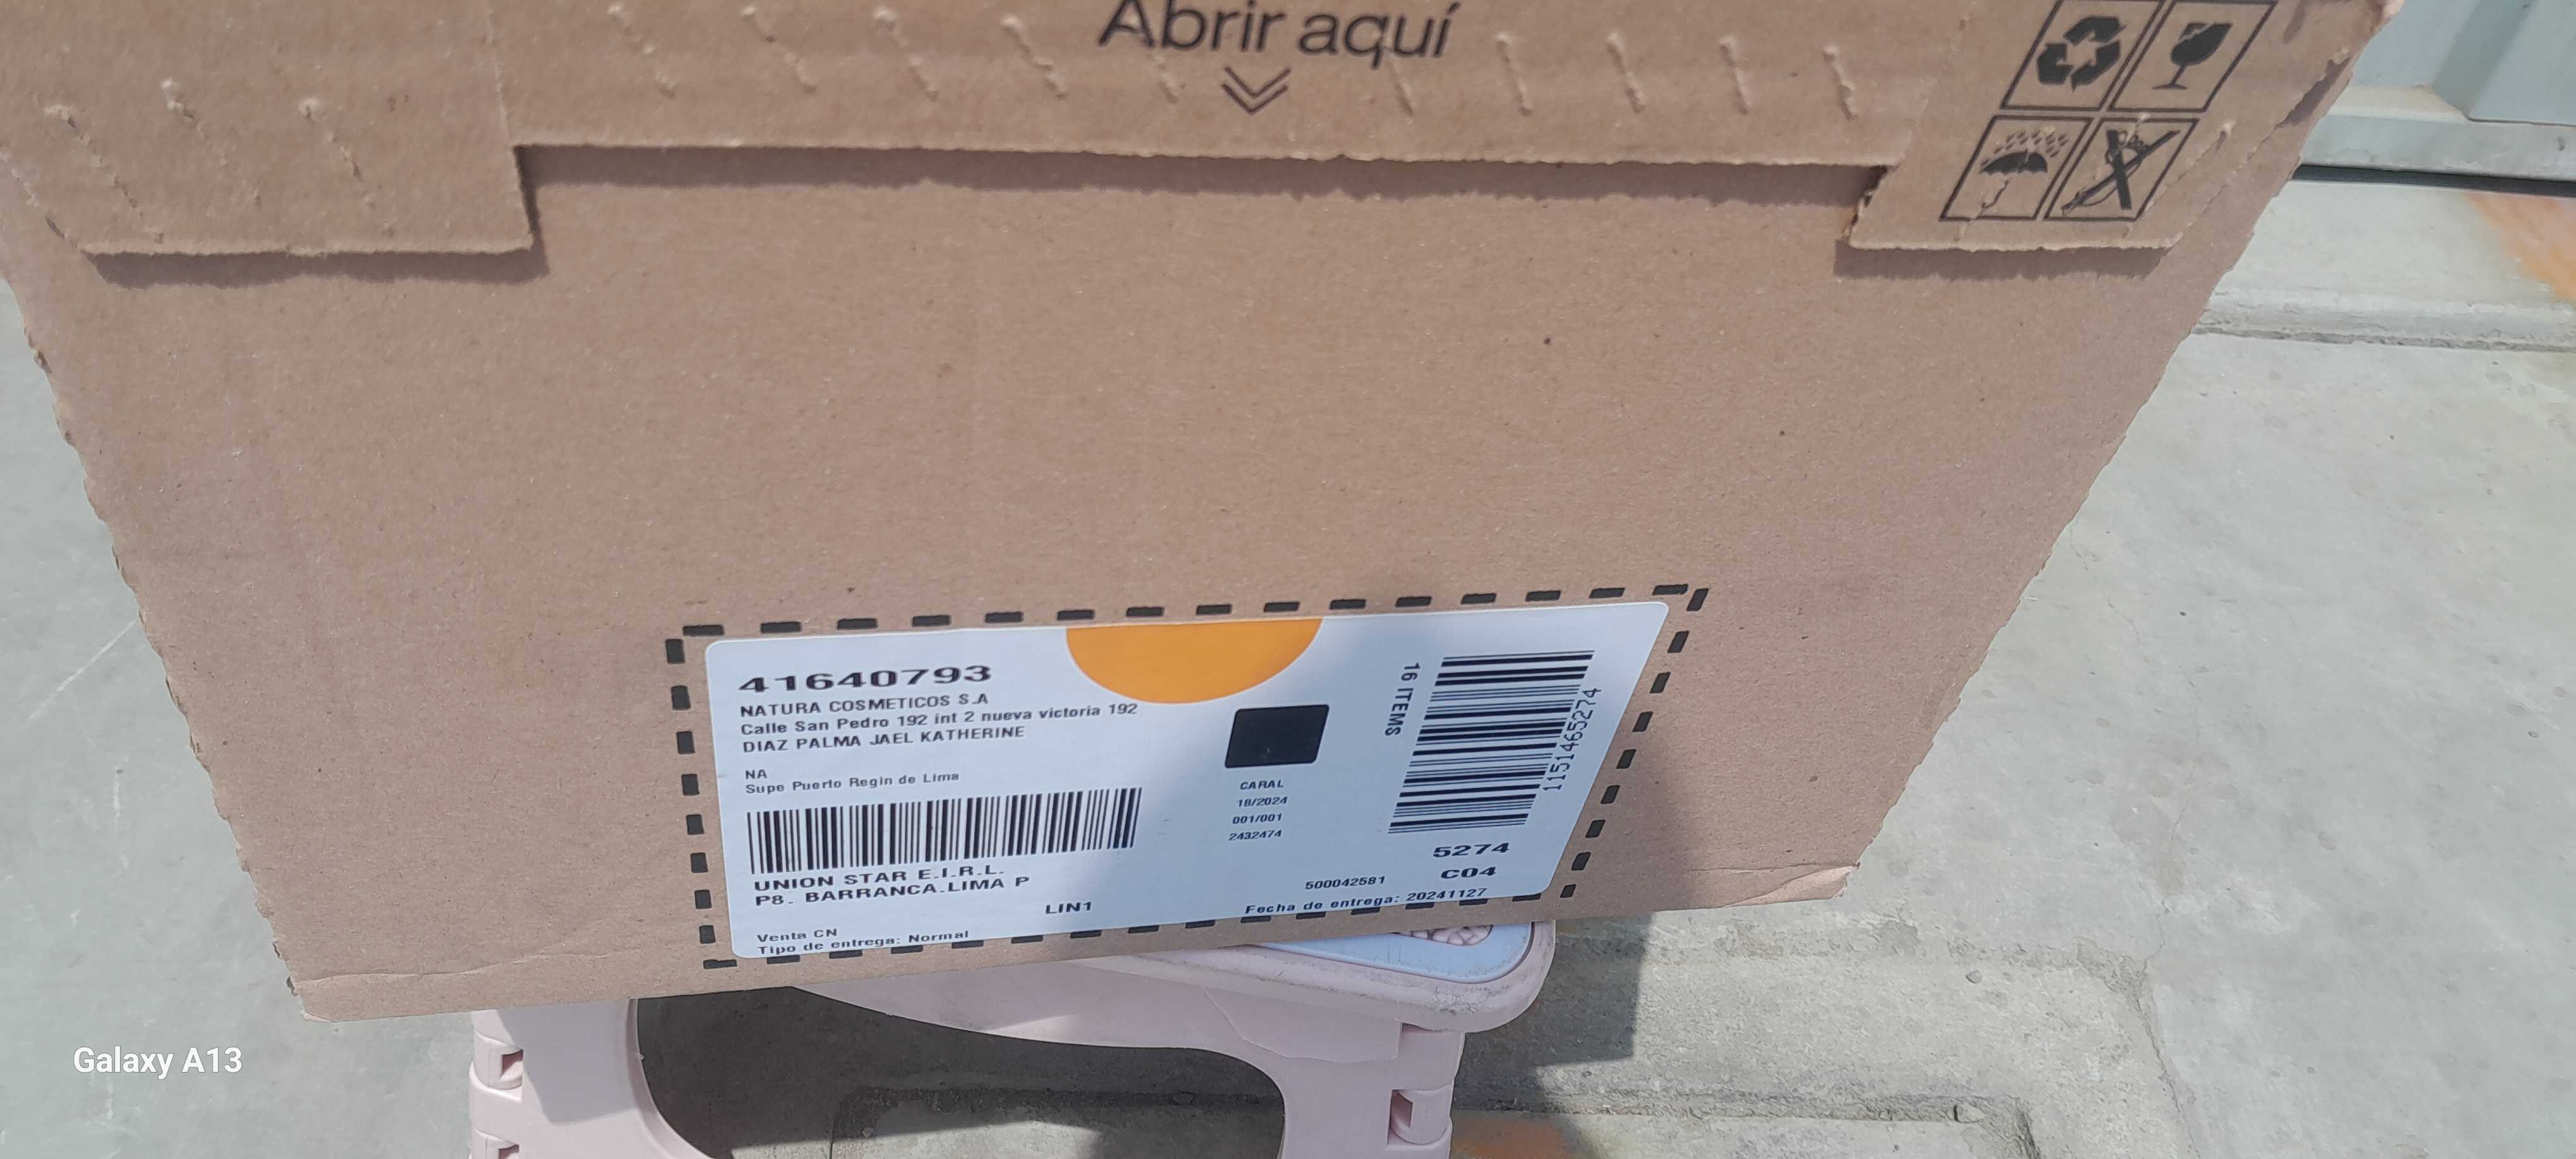 Abrir aquí
41640793
NATURA COSMETICOS S.A
Calle San Pedro 192 int 2 nueva victoria 192
DIAZ PALMA JAEL KATHERINE
NA
Supe Puerto Regin de Lima
UNION STAR E.I.R.L.
P8. BARRANCA.LIMA P
LIN1
Venta CN
Tipo de entrega: Normal
CARAL
18/2024
001/001
2432474
16 ITEMS
1151465274
5274
C04
500042581
Fecha de entrega: 20241127
Galaxy A13